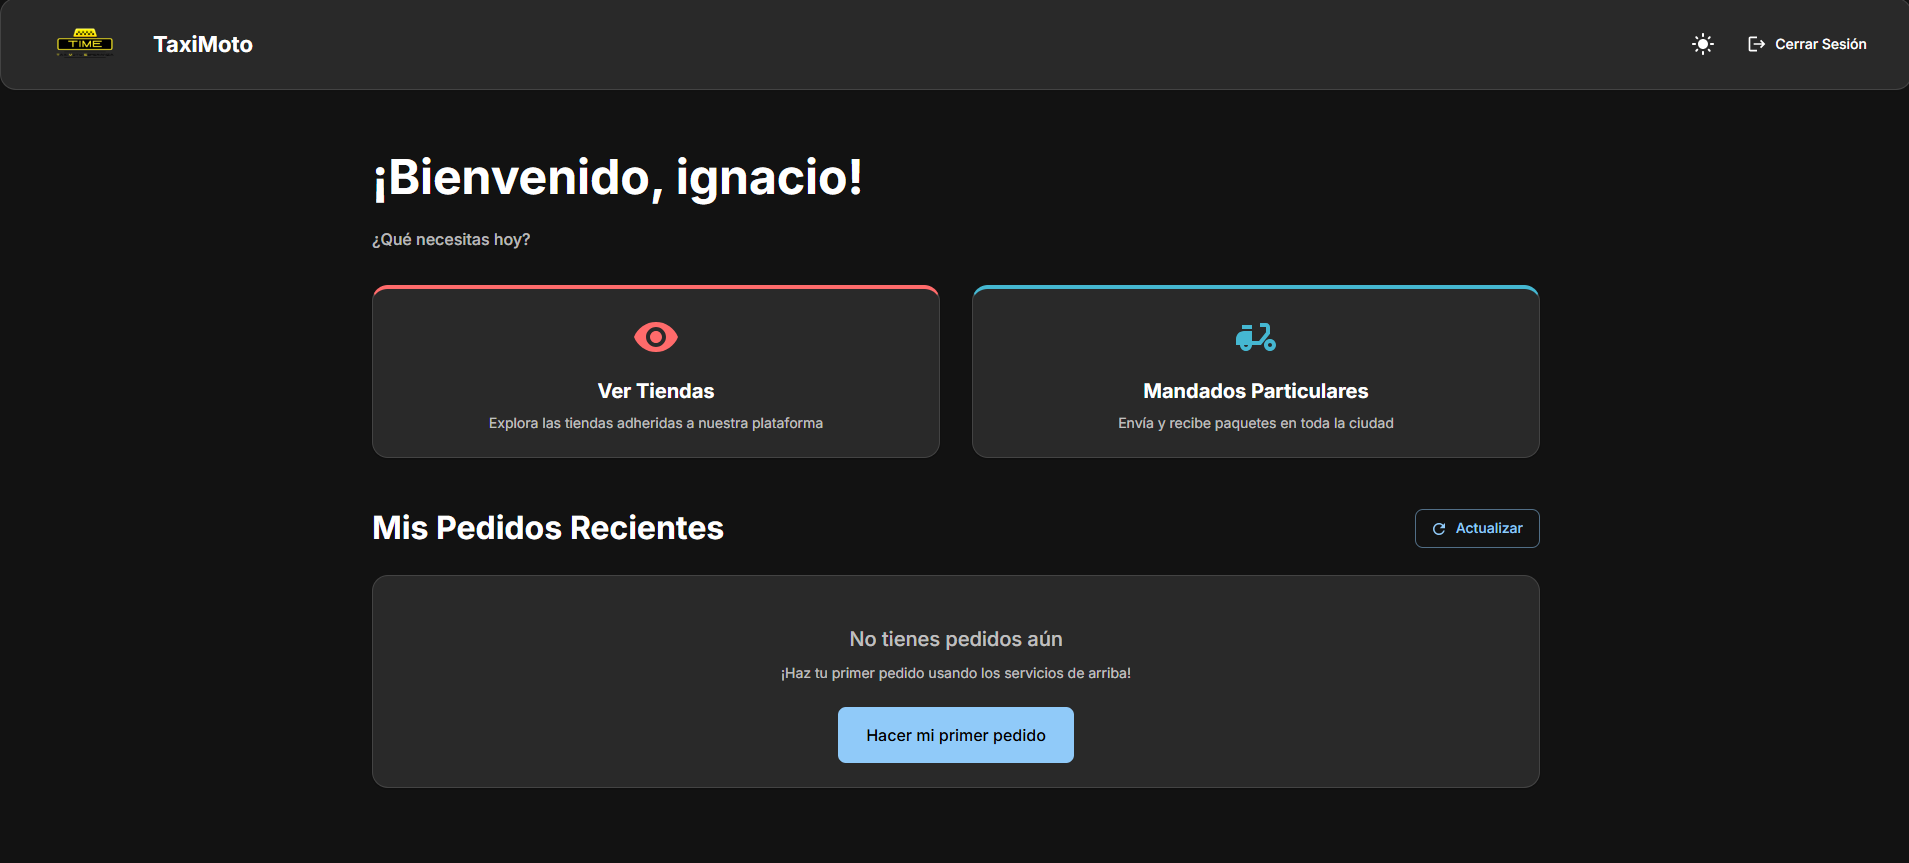 TIME
TaxiMoto
Cerrar Sesión
¡Bienvenido, ignacio!
¿Qué necesitas hoy?
Ver Tiendas
Explora las tiendas adheridas a nuestra plataforma
Mandados Particulares
Envía y recibe paquetes en toda la ciudad
Mis Pedidos Recientes
Actualizar
No tienes pedidos aún
¡Haz tu primer pedido usando los servicios de arriba!
Hacer mi primer pedido